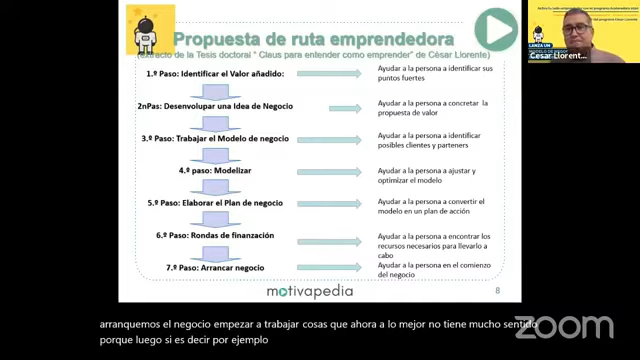 Propuesta de ruta emprendedora
(extracto de la Tesis doctoral “ Claus para entender como emprender” de César Llorente)
1.º Paso: Identificar el Valor añadido:
Ayudar a la persona a identificar sus
puntos fuertes
2nPas: Desenvolupar una Idea de Negocio
Ayudar a la persona a concretar la
propuesta de valor
3.º Paso: Trabajar el Modelo de negocio
Ayudar a la persona a identificar
posibles clientes y parteners
4.º paso: Modelizar
Ayudar a la persona a ajustar y
optimizar el modelo
5.º Paso: Elaborar el Plan de negocio
Ayudar a la persona a convertir el
modelo en un plan de acción
6.º Paso: Rondas de finanzación
Ayudar a la persona a encontrar los
recursos necesarios para llevarlo a
cabo
7.º Paso: Arrancar negocio
Ayudar a la persona en el comienzo
del negocio
motivapedia
8
LANZA UN
MODELO DE NEGOC
Cesar Llorent...
arranquemos el negocio empezar a trabajar cosas que ahora a lo mejor no tiene mucho sentido
porque luego si es decir por ejemplo
zoom